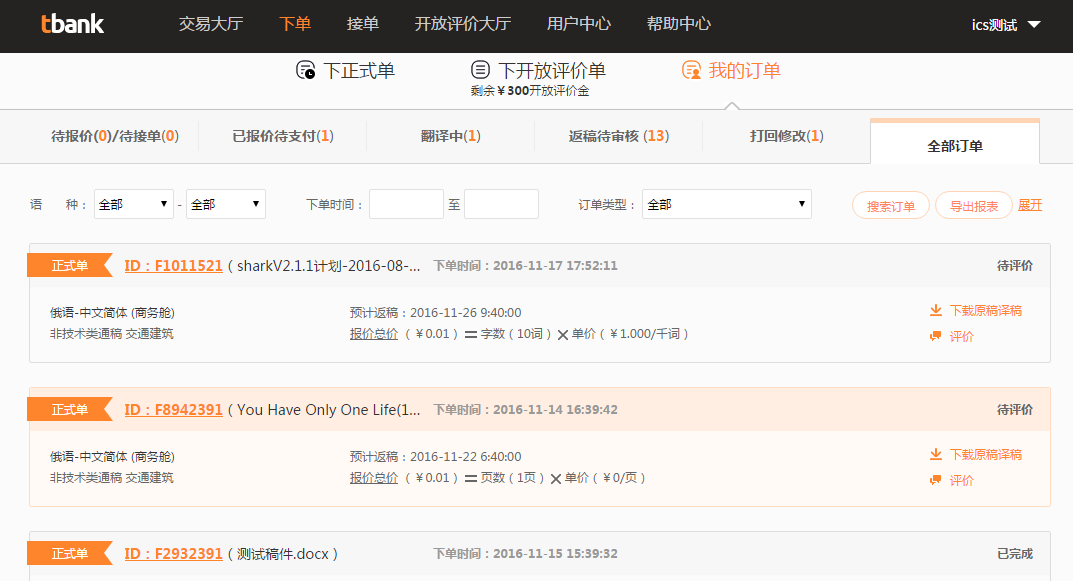 tbank 交易大厅 下单 接单 开放评价大厅 用户中心 帮助中心 ics测试
下正式单 下开放评价单 我的订单
剩余￥300开放评价金
待报价(0)/待接单(0) 已报价待支付(1) 翻译中(1) 返稿待审核 (13) 打回修改(1) 全部订单
语 种： 全部 - 全部 下单时间： 至 订单类型： 全部 搜索订单 导出报表 展开
正式单 ID：F1011521 ( sharkV2.1.1计划-2016-08-... 下单时间：2016-11-17 17:52:11 待评价
俄语-中文简体 (商务舱) 预计返稿：2016-11-26 9:40:00 下载原稿译稿
非技术类通稿 交通建筑 报价总价 （￥0.01 ）＝字数（ 10词 ）×单价（ ￥1.000/千词 ） 评价
正式单 ID：F8942391 ( You Have Only One Life(1... 下单时间：2016-11-14 16:39:42 待评价
俄语-中文简体 (商务舱) 预计返稿：2016-11-22 6:40:00 下载原稿译稿
非技术类通稿 交通建筑 报价总价 （￥0.01 ）＝页数（ 1页 ）×单价（ ￥0/页 ） 评价
正式单 ID：F2932391 ( 测试稿件.docx ) 下单时间：2016-11-15 15:39:32 已完成